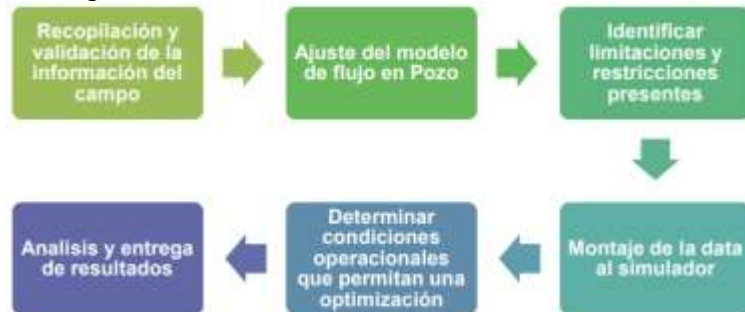 Recopilación y
validación de la
información del
campo
Ajuste del modelo
de flujo en Pozo
Identificar
limitaciones y
restricciones
presentes
Montaje de la data
al simulador
Determinar
condiciones
operacionales
que permitan una
optimización
Analisis y entrega
de resultados